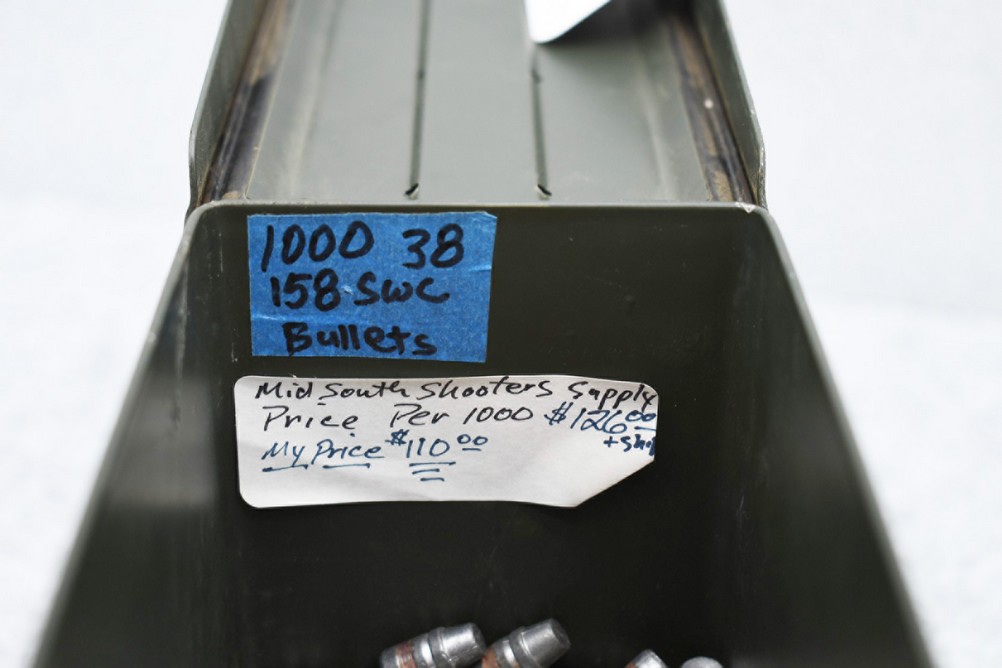 1000 38
158 SWC
Bullets
Mid South Shooters Supply
Price Per 1000 $126.00
+ship
My Price $110.00